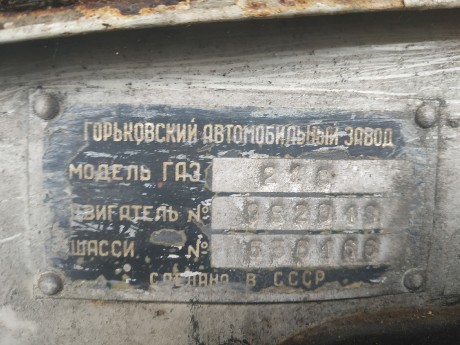 ГОРЬКОВСКИЙ АВТОМОБИЛЬНЫЙ ЗАВОД
МОДЕЛЬ ГАЗ
ДВИГАТЕЛЬ №
ШАССИ №
СДЕЛАНО В СССР